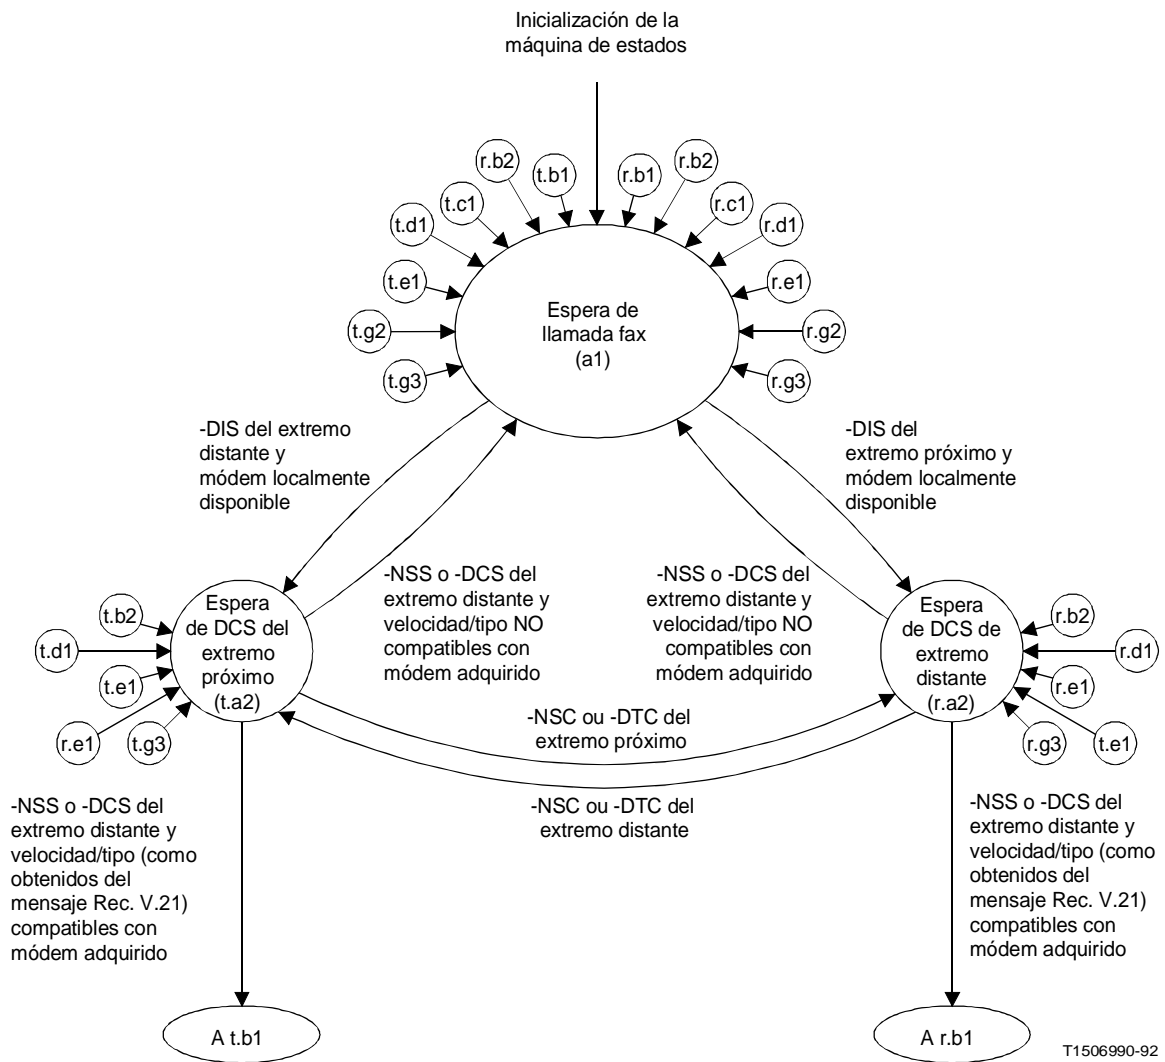 Inicialización de la
máquina de estados
r.b2
t.b1
r.b1
r.b2
t.c1
r.c1
t.d1
r.d1
t.e1
r.e1
Espera de
llamada fax
(a1)
t.g2
r.g2
t.g3
r.g3
-DIS del extremo
distante y
módem localmente
disponible
-DIS del
extremo próximo y
módem localmente
disponible
-NSS o -DCS del
extremo distante y
velocidad/tipo NO
compatibles con
módem adquirido
-NSS o -DCS del
extremo distante y
velocidad/tipo NO
compatibles con
módem adquirido
Espera
de DCS del
extremo
próximo
(t.a2)
Espera
de DCS de
extremo
distante
(r.a2)
t.b2
t.d1
t.e1
r.e1
t.g3
r.b2
r.d1
r.e1
r.g3
t.e1
-NSC ou -DTC del
extremo próximo
-NSC ou -DTC del
extremo distante
-NSS o -DCS del
extremo distante y
velocidad/tipo (como
obtenidos del
mensaje Rec. V.21)
compatibles con
módem adquirido
-NSS o -DCS del
extremo distante y
velocidad/tipo (como
obtenidos del
mensaje Rec. V.21)
compatibles con
módem adquirido
A t.b1
A r.b1
T1506990-92